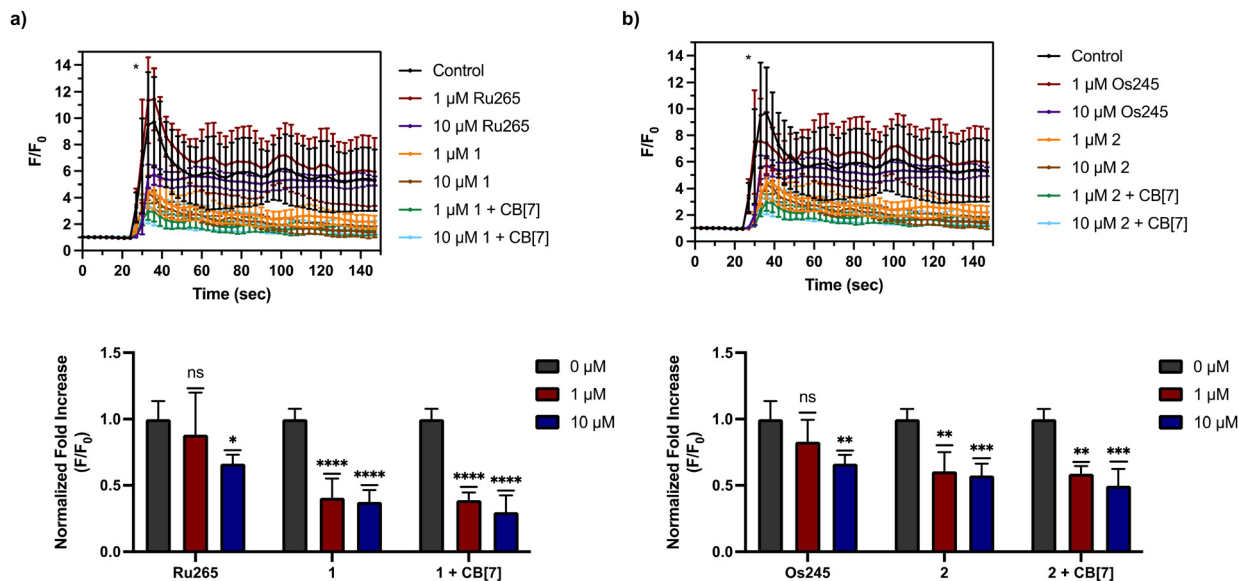 a)
14
12
10
8
6
4
2
0
F/F0
*
0 20 40 60 80 100 120 140
Time (sec)
Control
1 µM Ru265
10 µM Ru265
1 µM 1
10 µM 1
1 µM 1 + CB[7]
10 µM 1 + CB[7]
b)
14
12
10
8
6
4
2
0
F/F0
*
0 20 40 60 80 100 120 140
Time (sec)
Control
1 µM Os245
10 µM Os245
1 µM 2
10 µM 2
1 µM 2 + CB[7]
10 µM 2 + CB[7]
Normalized Fold Increase
(F/F0)
1.5
1.0
0.5
0.0
ns
*
**** ****
**** ****
Ru265 1 1 + CB[7]
0 µM
1 µM
10 µM
Normalized Fold Increase
(F/F0)
1.5
1.0
0.5
0.0
ns
**
** ***
** ***
Os245 2 2 + CB[7]
0 µM
1 µM
10 µM